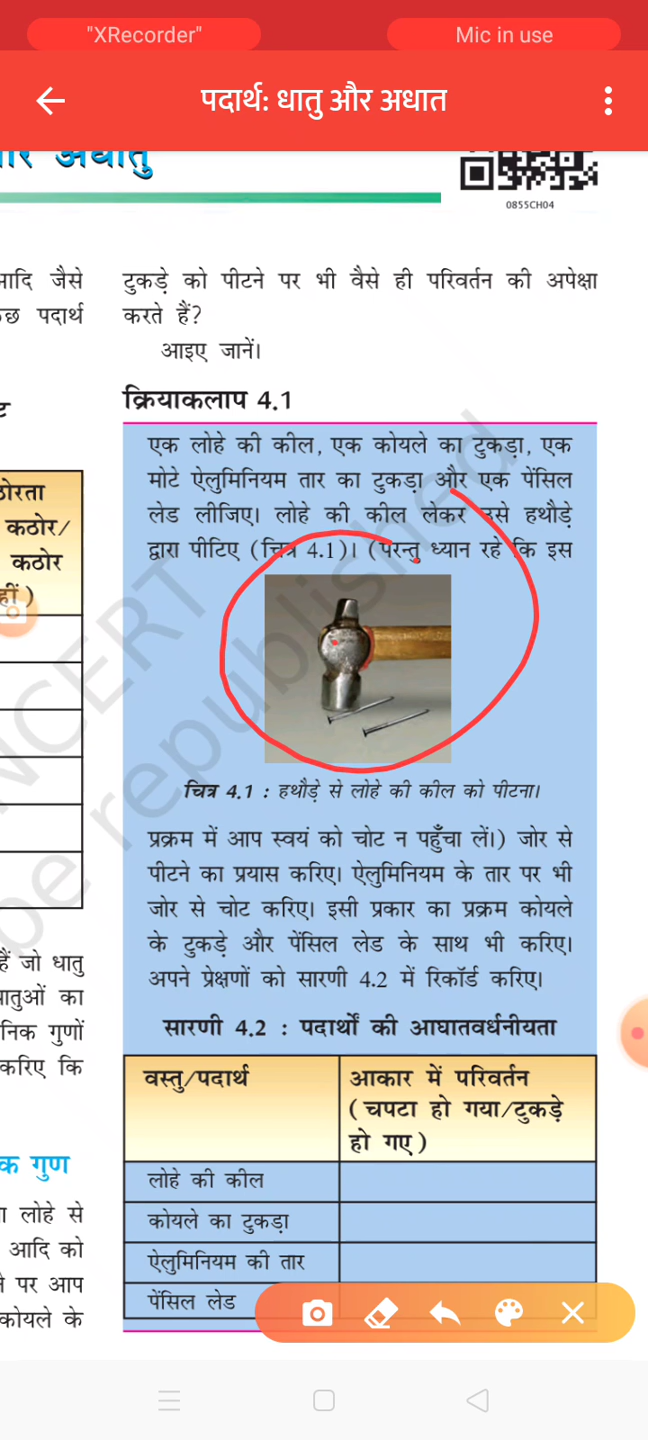 "XRecorder"
Mic in use
पदार्थ: धातु और अधात
और अधातु
0855CH04
आदि जैसे
कुछ पदार्थ
ठोरता
कठोर/
कठोर
हीं)
हैं जो धातु
धातुओं का
निक गुणों
करिए कि
क गुण
लोहे से
आदि को
पर आप
कोयले के
टुकड़े को पीटने पर भी वैसे ही परिवर्तन की अपेक्षा
करते हैं?
आइए जानें।
क्रियाकलाप 4.1
एक लोहे की कील, एक कोयले का टुकड़ा, एक
मोटे ऐलुमिनियम तार का टुकड़ा और एक पेंसिल
लेड लीजिए। लोहे की कील लेकर उसे हथौड़े
द्वारा पीटिए (चित्र 4.1)। (परन्तु ध्यान रहे कि इस
चित्र 4.1 : हथौड़े से लोहे की कील को पीटना।
प्रक्रम में आप स्वयं को चोट न पहुँचा लें।) जोर से
पीटने का प्रयास करिए। ऐलुमिनियम के तार पर भी
जोर से चोट करिए। इसी प्रकार का प्रक्रम कोयले
के टुकड़े और पेंसिल लेड के साथ भी करिए।
अपने प्रेक्षणों को सारणी 4.2 में रिकॉर्ड करिए।
सारणी 4.2 : पदार्थों की आघातवर्धनीयता
वस्तु/पदार्थ
आकार में परिवर्तन
(चपटा हो गया/टुकड़े
हो गए)
लोहे की कील
कोयले का टुकड़ा
ऐलुमिनियम की तार
पेंसिल लेड
NCERT
be republished